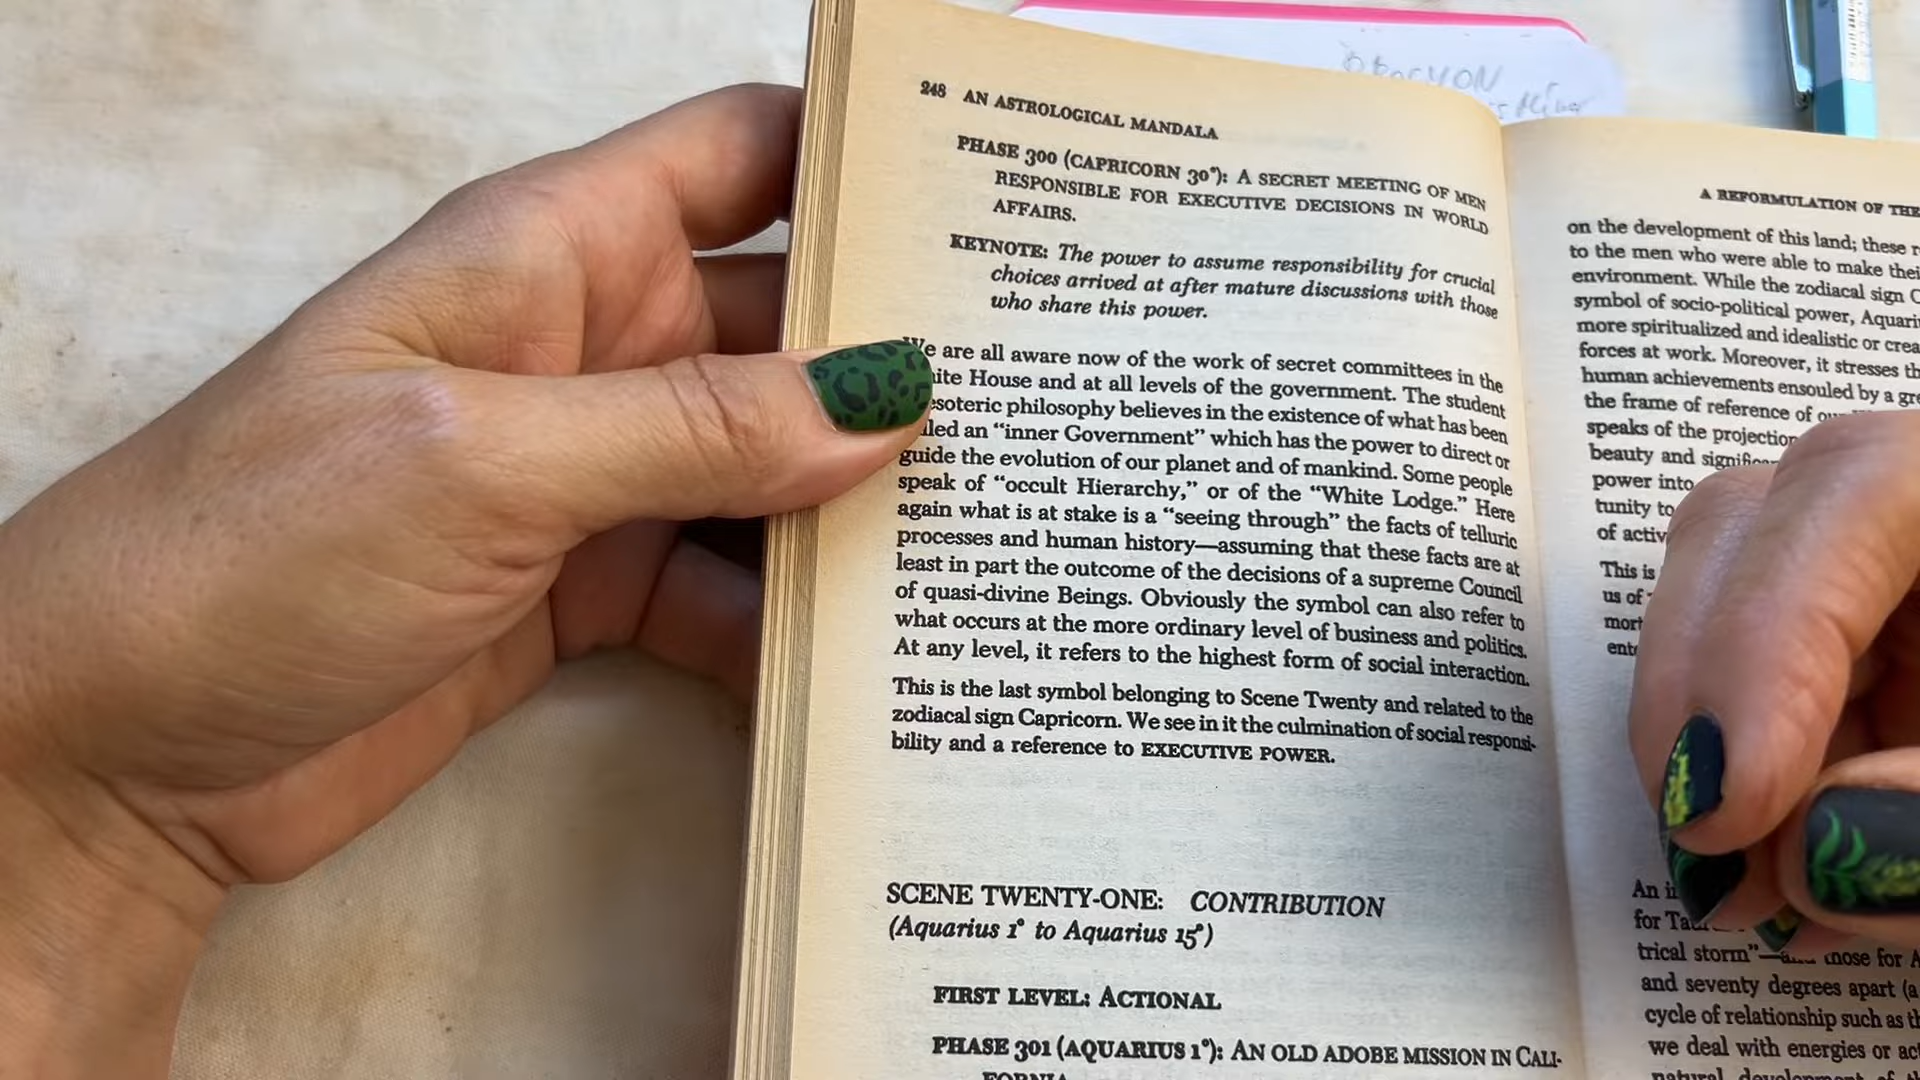 248 AN ASTROLOGICAL MANDALA
PHASE 300 (CAPRICORN 30°): A SECRET MEETING OF MEN
RESPONSIBLE FOR EXECUTIVE DECISIONS IN WORLD
AFFAIRS.
KEYNOTE: The power to assume responsibility for crucial
choices arrived at after mature discussions with those
who share this power.
We are all aware now of the work of secret committees in the
House and at all levels of the government. The student
esoteric philosophy believes in the existence of what has been
an “inner Government” which has the power to direct or
guide the evolution of our planet and of mankind. Some people
speak of “occult Hierarchy,” or of the “White Lodge.” Here
again what is at stake is a “seeing through” the facts of telluric
processes and human history—assuming that these facts are at
least in part the outcome of the decisions of a supreme Council
of quasi-divine Beings. Obviously the symbol can also refer to
what occurs at the more ordinary level of business and politics.
At any level, it refers to the highest form of social interaction.
This is the last symbol belonging to Scene Twenty and related to the
zodiacal sign Capricorn. We see in it the culmination of social responsi-
bility and a reference to EXECUTIVE POWER.
SCENE TWENTY-ONE: CONTRIBUTION
(Aquarius 1° to Aquarius 15°)
FIRST LEVEL: ACTIONAL
PHASE 301 (AQUARIUS 1°): AN OLD ADOBE MISSION IN CALI-
FORNIA
A REFORMULATION OF THE
on the development of this land; these
to the men who were able to make
environment. While the zodiacal sign
symbol of socio-political power,
more spiritualized and idealistic or
forces at work. Moreover, it stresses
human achievements ensouled by a
the frame of reference of
speaks of the
beauty and
power into
tunity to
of
This is
us of
An
for
trical storm”— those for
and seventy degrees apart
cycle of relationship such as
we deal with energies or
natural development of